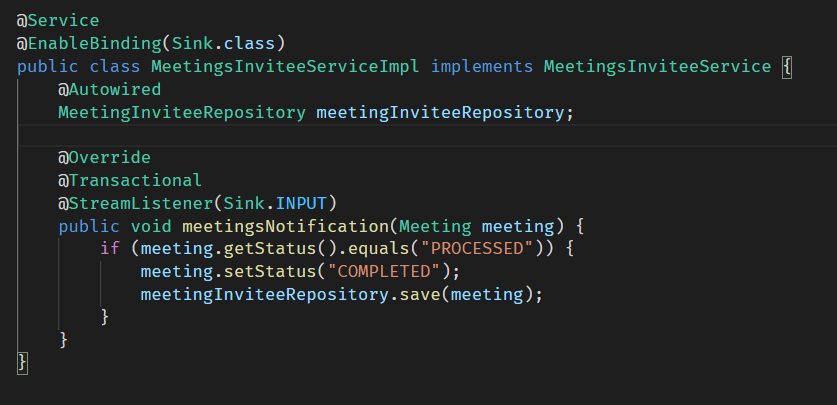 @Service
@EnableBinding(Sink.class)
public class MeetingsInviteeServiceImpl implements MeetingsInviteeService {
    @Autowired
    MeetingInviteeRepository meetingInviteeRepository;

    @Override
    @Transactional
    @StreamListener(Sink.INPUT)
    public void meetingsNotification(Meeting meeting) {
        if (meeting.getStatus().equals("PROCESSED")) {
            meeting.setStatus("COMPLETED");
            meetingInviteeRepository.save(meeting);
        }
    }
}